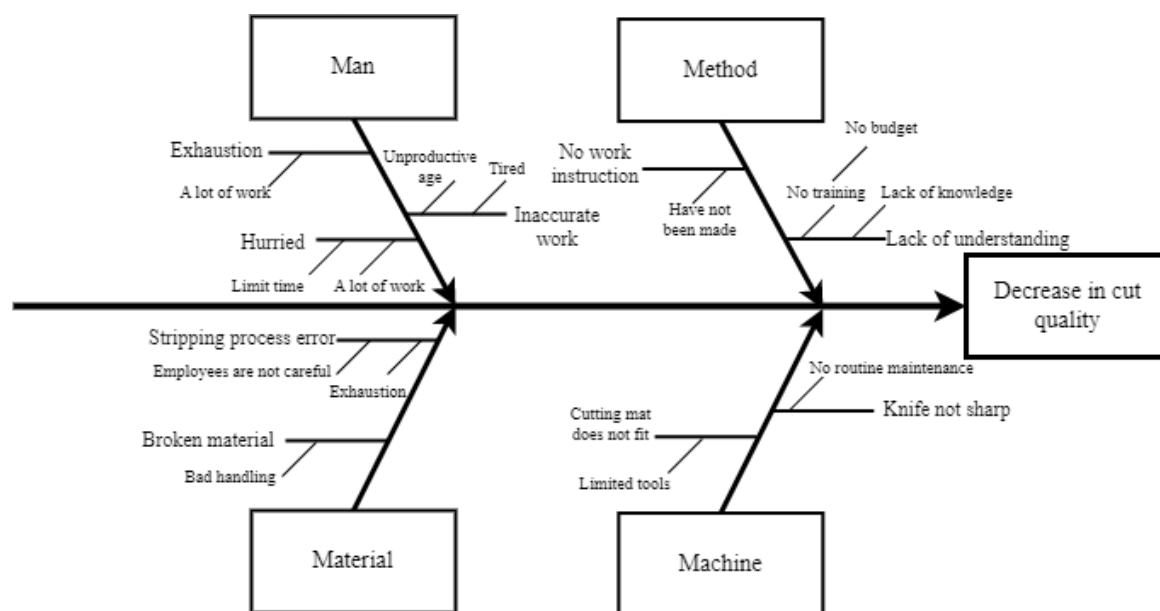 Man
Method
Exhaustion
A lot of work
Unproductive
age
Tired
Inaccurate
work
Hurried
Limit time
A lot of work
No work
instruction
Have not
been made
No budget
No training
Lack of knowledge
Lack of understanding
Decrease in cut
quality
Stripping process error
Employees are not careful
Exhaustion
Broken material
Bad handling
No routine maintenance
Knife not sharp
Cutting mat
does not fit
Limited tools
Material
Machine